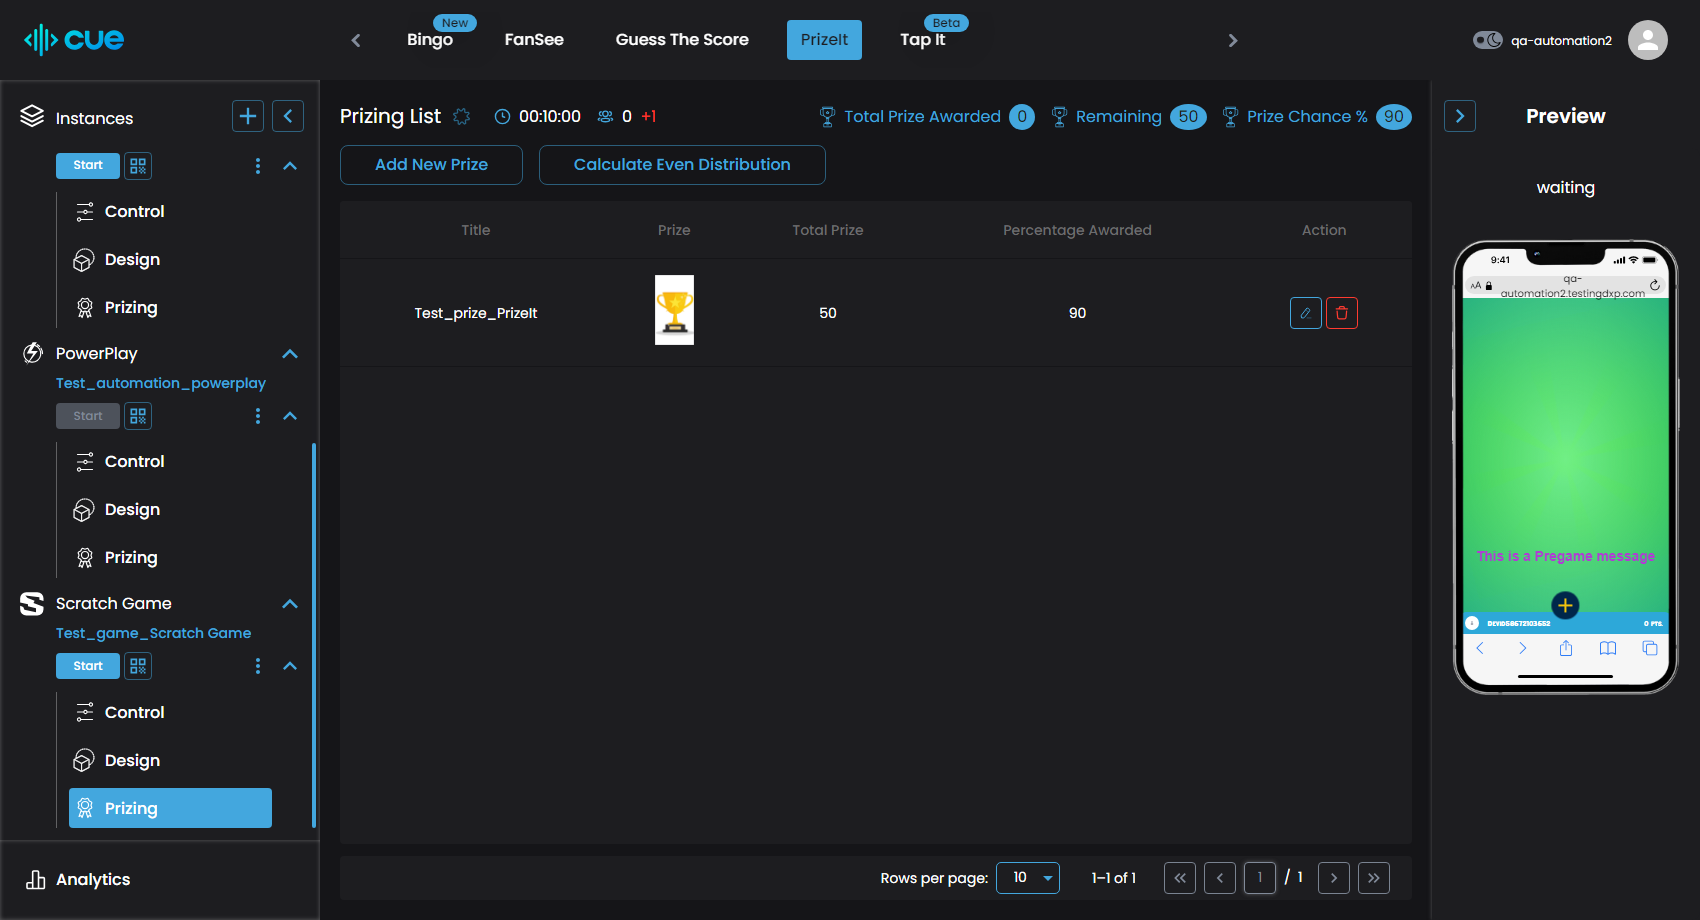 cue
Bingo
New
FanSee
Guess The Score
PrizeIt
Tap It
Beta
qa-automation2
Instances
Start
Control
Design
Prizing
PowerPlay
Test_automation_powerplay
Start
Control
Design
Prizing
Scratch Game
Test_game_Scratch Game
Start
Control
Design
Prizing
Analytics
Prizing List
00:10:00
0 +1
Total Prize Awarded 0
Remaining 50
Prize Chance % 90
Add New Prize
Calculate Even Distribution
Title Prize Total Prize Percentage Awarded Action
Test_prize_PrizeIt 50 90
Rows per page: 10
1–1 of 1
1 / 1
Preview
waiting
9:41
AA
qa-
automation2.testingdxp.com
This is a Pregame message
0 PTS.